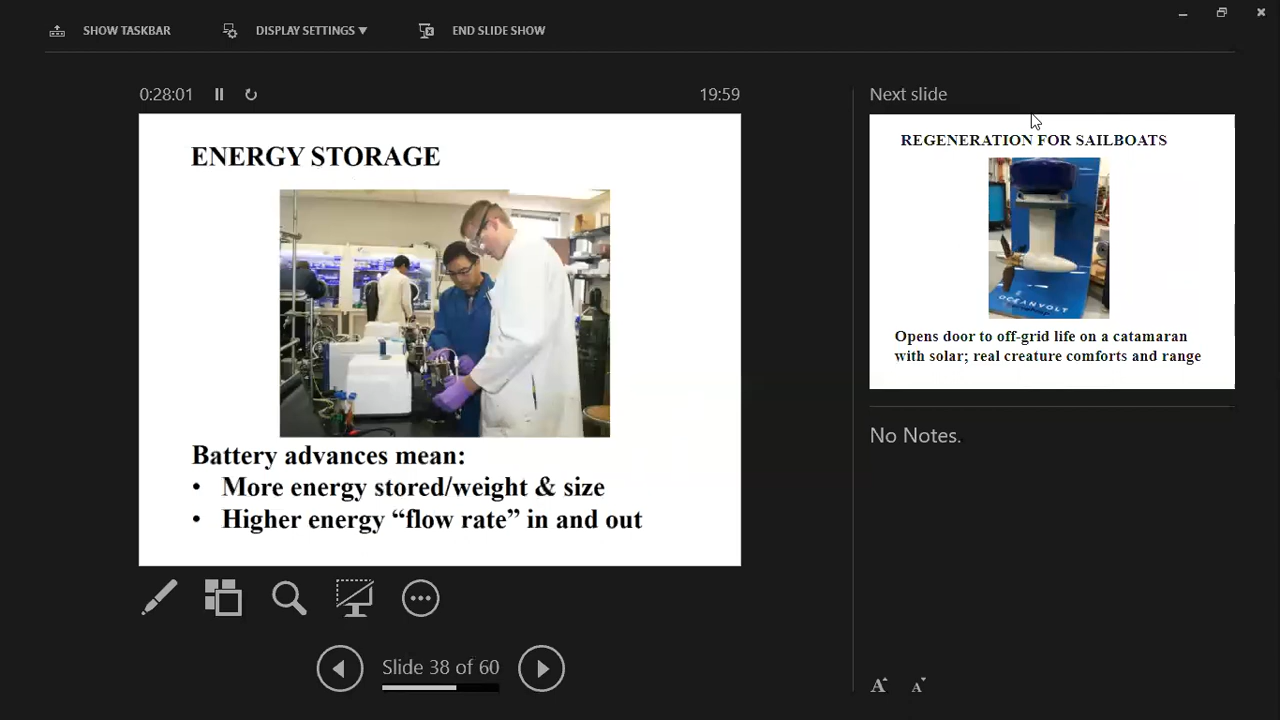 SHOW TASKBAR
DISPLAY SETTINGS
END SLIDE SHOW
0:28:01
19:59
ENERGY STORAGE
Battery advances mean:
• More energy stored/weight & size
• Higher energy “flow rate” in and out
Slide 38 of 60
Next slide
REGENERATION FOR SAILBOATS
OCEANVOLT
Opens door to off-grid life on a catamaran
with solar; real creature comforts and range
No Notes.
A
A